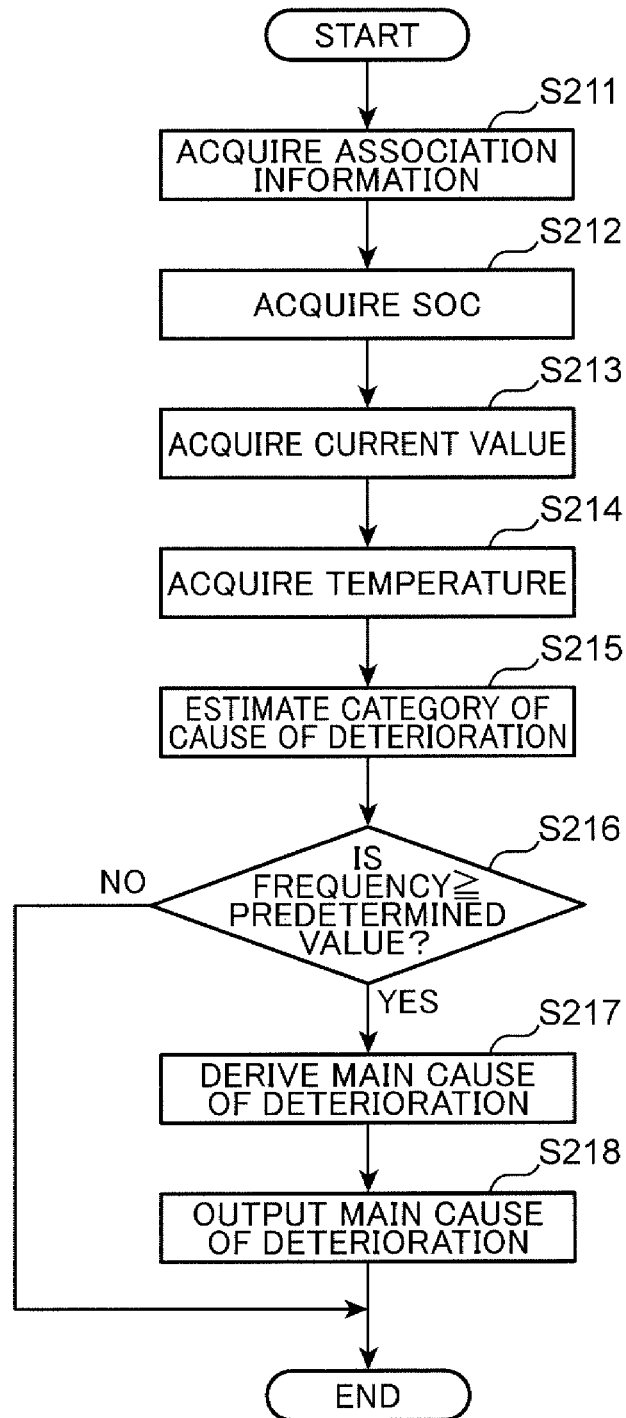 START
S211
ACQUIRE ASSOCIATION
INFORMATION
S212
ACQUIRE SOC
S213
ACQUIRE CURRENT VALUE
S214
ACQUIRE TEMPERATURE
S215
ESTIMATE CATEGORY OF
CAUSE OF DETERIORATION
S216
IS
FREQUENCY≧
PREDETERMINED
VALUE?
NO
YES
S217
DERIVE MAIN CAUSE
OF DETERIORATION
S218
OUTPUT MAIN CAUSE
OF DETERIORATION
END